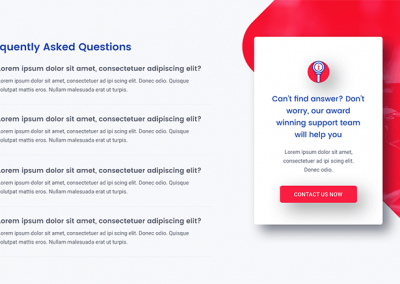 quently Asked Questions
orem ipsum dolor sit amet, consectetuer adipiscing elit?
orem ipsum dolor sit amet, consectetuer ad ipi scing elit. Donec odio. Quisque
olutpat mattis eros. Nullam malesuada erat ut turpis.
orem ipsum dolor sit amet, consectetuer adipiscing elit?
orem ipsum dolor sit amet, consectetuer ad ipi scing elit. Donec odio. Quisque
olutpat mattis eros. Nullam malesuada erat ut turpis.
orem ipsum dolor sit amet, consectetuer adipiscing elit?
orem ipsum dolor sit amet, consectetuer ad ipi scing elit. Donec odio. Quisque
olutpat mattis eros. Nullam malesuada erat ut turpis.
Lorem ipsum dolor sit amet, consectetuer adipiscing elit?
orem ipsum dolor sit amet, consectetuer ad ipi scing elit. Donec odio. Quisque
olutpat mattis eros. Nullam malesuada erat ut turpis.
Can't find answer? Don't
worry, our award
winning support team
will help you
Lorem ipsum dolor sit amet,
consectetuer ad ipi scing elit.
Donec odio.
CONTACT US NOW